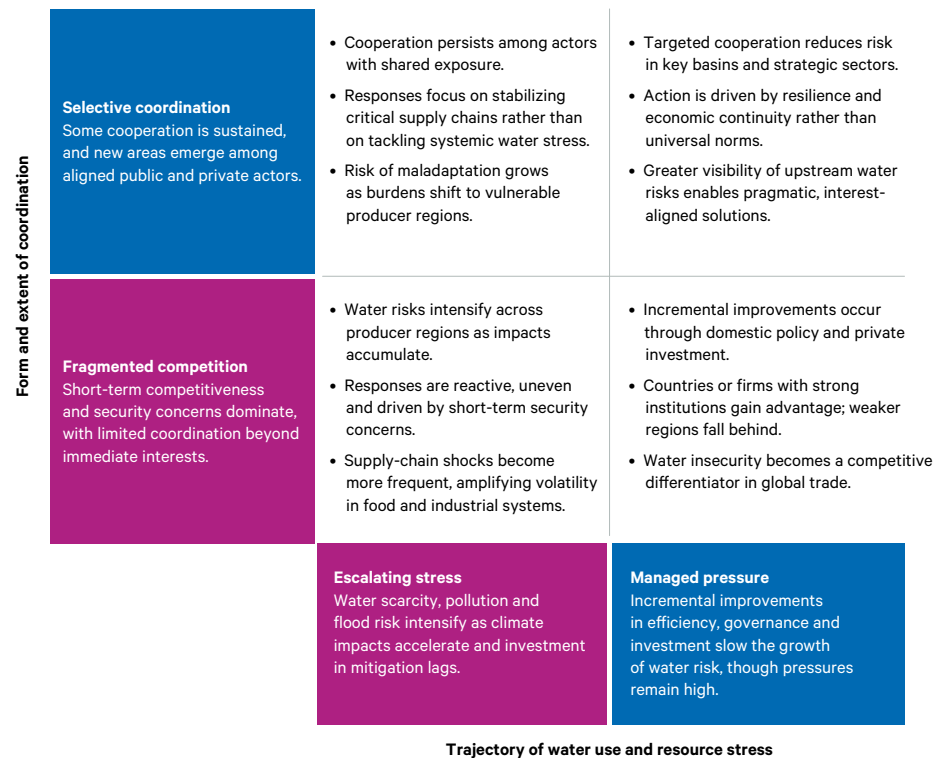 Form and extent of coordination
Selective coordination
Some cooperation is sustained,
and new areas emerge among
aligned public and private actors.
• Cooperation persists among actors
with shared exposure.
• Responses focus on stabilizing
critical supply chains rather than
on tackling systemic water stress.
• Risk of maladaptation grows
as burdens shift to vulnerable
producer regions.
• Targeted cooperation reduces risk
in key basins and strategic sectors.
• Action is driven by resilience and
economic continuity rather than
universal norms.
• Greater visibility of upstream water
risks enables pragmatic, interest-
aligned solutions.
Fragmented competition
Short-term competitiveness
and security concerns dominate,
with limited coordination beyond
immediate interests.
• Water risks intensify across
producer regions as impacts
accumulate.
• Responses are reactive, uneven
and driven by short-term security
concerns.
• Supply-chain shocks become
more frequent, amplifying volatility
in food and industrial systems.
• Incremental improvements occur
through domestic policy and private
investment.
• Countries or firms with strong
institutions gain advantage; weaker
regions fall behind.
• Water insecurity becomes a competitive
differentiator in global trade.
Escalating stress
Water scarcity, pollution and
flood risk intensify as climate
impacts accelerate and investment
in mitigation lags.
Managed pressure
Incremental improvements
in efficiency, governance and
investment slow the growth
of water risk, though pressures
remain high.
Trajectory of water use and resource stress